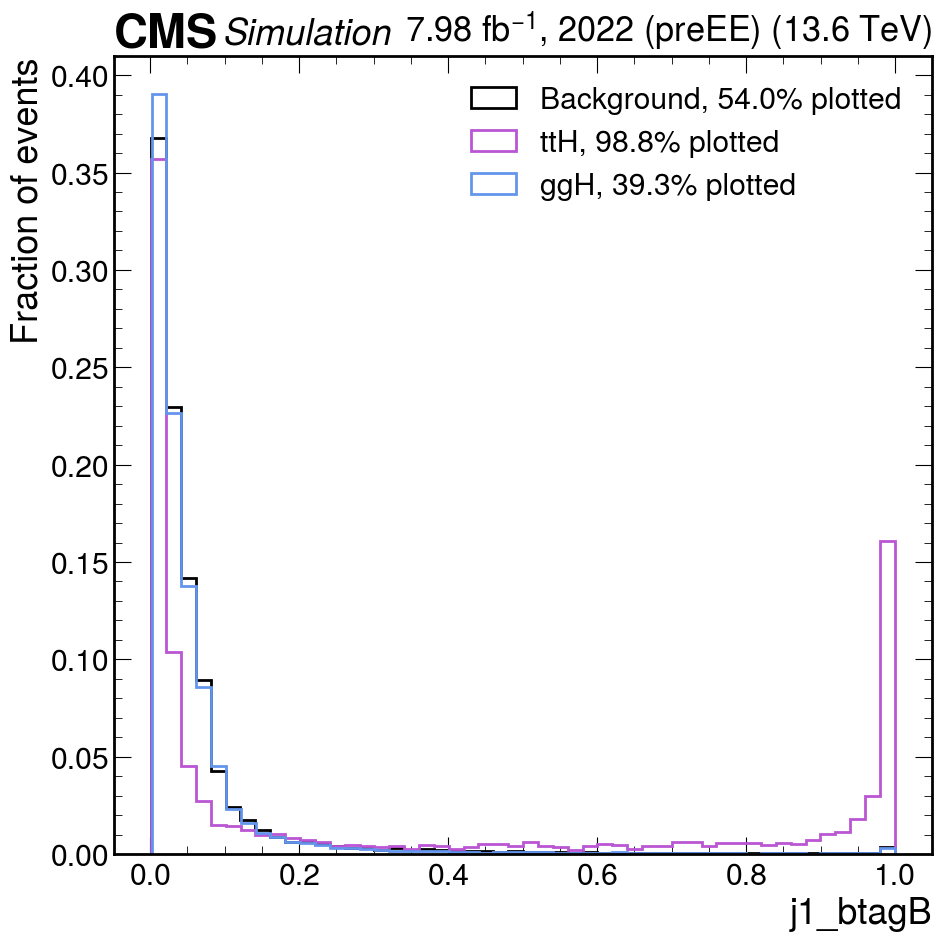 CMS Simulation 7.98 fb⁻¹, 2022 (preEE) (13.6 TeV)
Fraction of events
0.40
0.35
0.30
0.25
0.20
0.15
0.10
0.05
0.00
Background, 54.0% plotted
ttH, 98.8% plotted
ggH, 39.3% plotted
0.0 0.2 0.4 0.6 0.8 1.0
j1_btagB